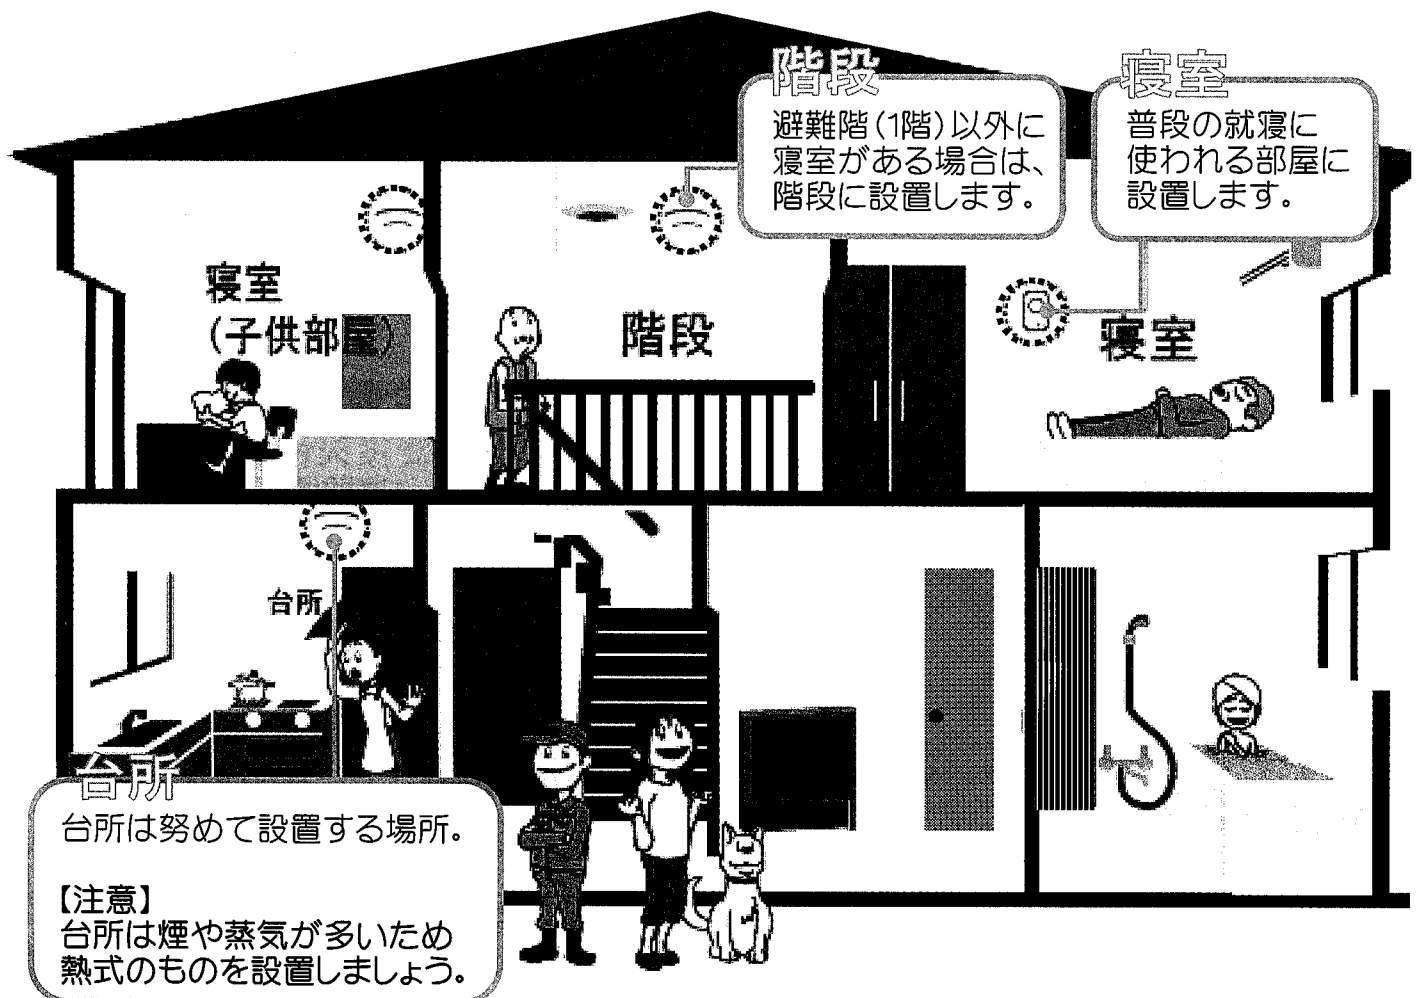 階段
避難階(1階)以外に
寝室がある場合は、
階段に設置します。
寝室
普段の就寝に
使われる部屋に
設置します。
寝室
(子供部屋)
階段
寝室
台所
台所
台所は努めて設置する場所。
【注意】
台所は煙や蒸気が多いため
熱式のものを設置しましょう。